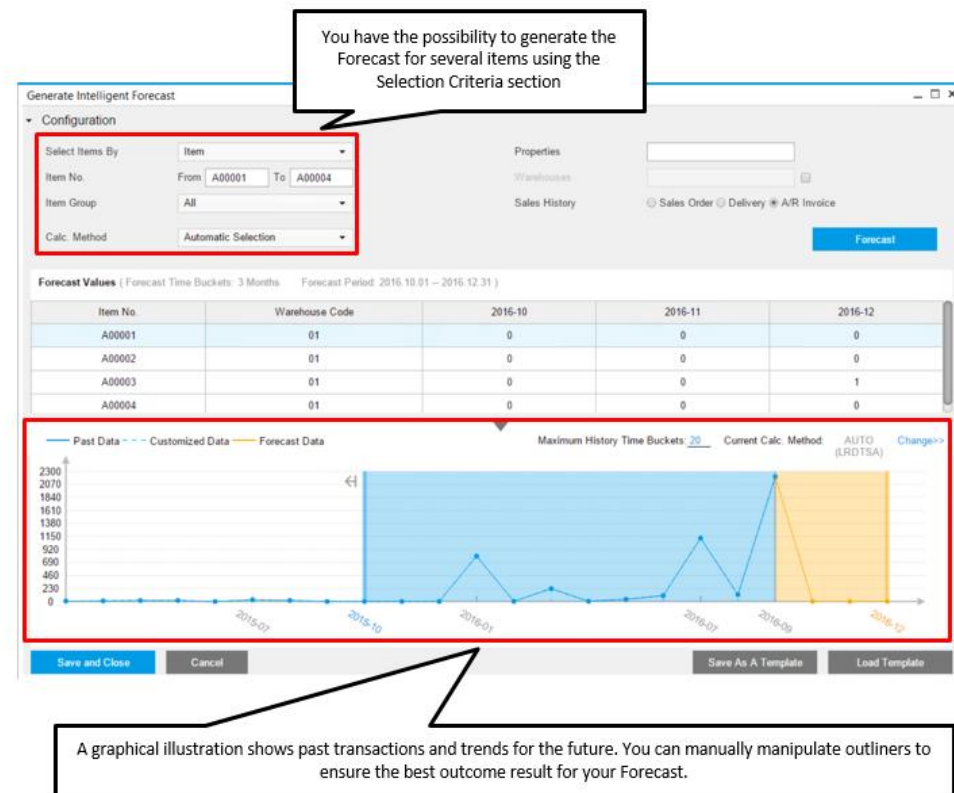 You have the possibility to generate the
Forecast for several items using the
Selection Criteria section
Generate Intelligent Forecast
Configuration
Select Items By Item Properties
Item No. From A00001 To A00004 Warehouses
Item Group All Sales History Sales Order Delivery A/R Invoice
Calc. Method Automatic Selection Forecast
Forecast Values ( Forecast Time Buckets: 3 Months Forecast Period: 2016.10.01 -- 2016.12.31 )
Item No. Warehouse Code 2016-10 2016-11 2016-12
A00001 01 0 0 0
A00002 01 0 0 0
A00003 01 0 0 1
A00004 01 0 0 0
Past Data Customized Data Forecast Data Maximum History Time Buckets: 20 Current Calc. Method: AUTO Change>>
(LRDTSA)
2300
2070
1840
1610
1380
1150
920
690
460
230
0
2015-07 2015-10 2016-01 2016-07 2016-09 2016-12
Save and Close Cancel Save As A Template Load Template
A graphical illustration shows past transactions and trends for the future. You can manually manipulate outliners to
ensure the best outcome result for your Forecast.